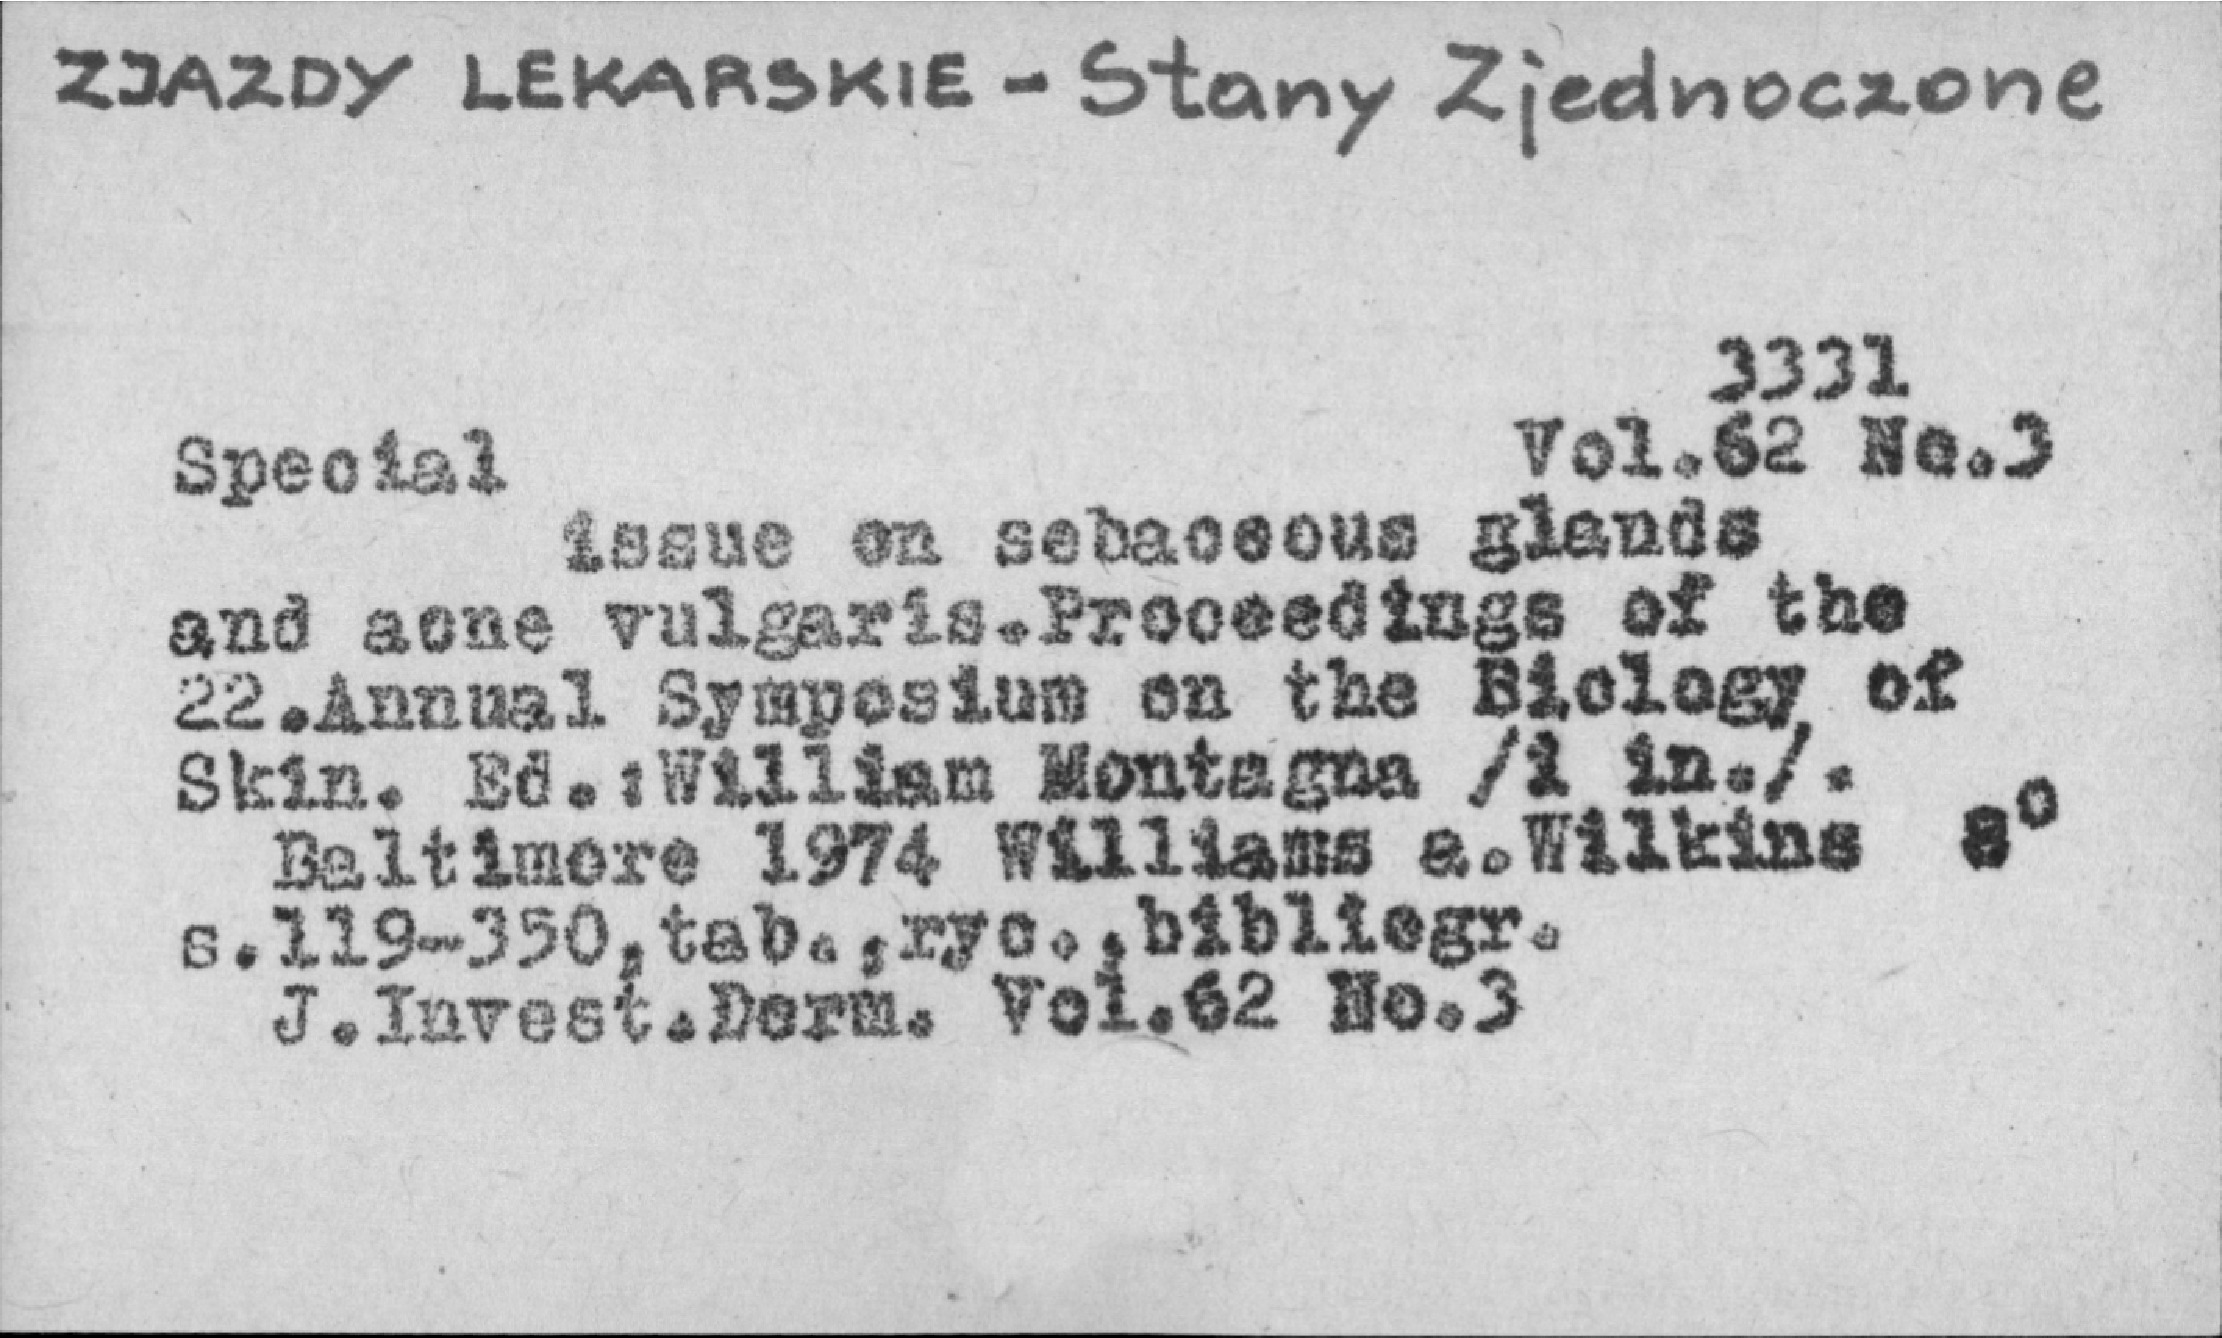 ZJAZDY LEKARSKIE - Stany Zjednoczone
3331
Special Vol.62 No.3
issue on sebaceous glands
and acne vulgaris.Proceedings of the
22.Annual Symposium on the Biology of
Skin. Ed.:William Montagna /i in./.
Baltimore 1974 Williams a.Wilkins 8°
s.119-350,tab.,ryc.,bibliogr.
J.Invest.Derm. Vol.62 No.3